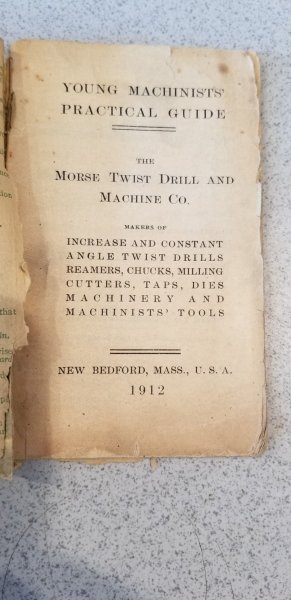 YOUNG MACHINISTS'
PRACTICAL GUIDE
THE
MORSE TWIST DRILL AND
MACHINE CO.
MAKERS OF
INCREASE AND CONSTANT
ANGLE TWIST DRILLS
REAMERS, CHUCKS, MILLING
CUTTERS, TAPS, DIES
MACHINERY AND
MACHINISTS' TOOLS
NEW BEDFORD, MASS., U. S. A.
1912
that